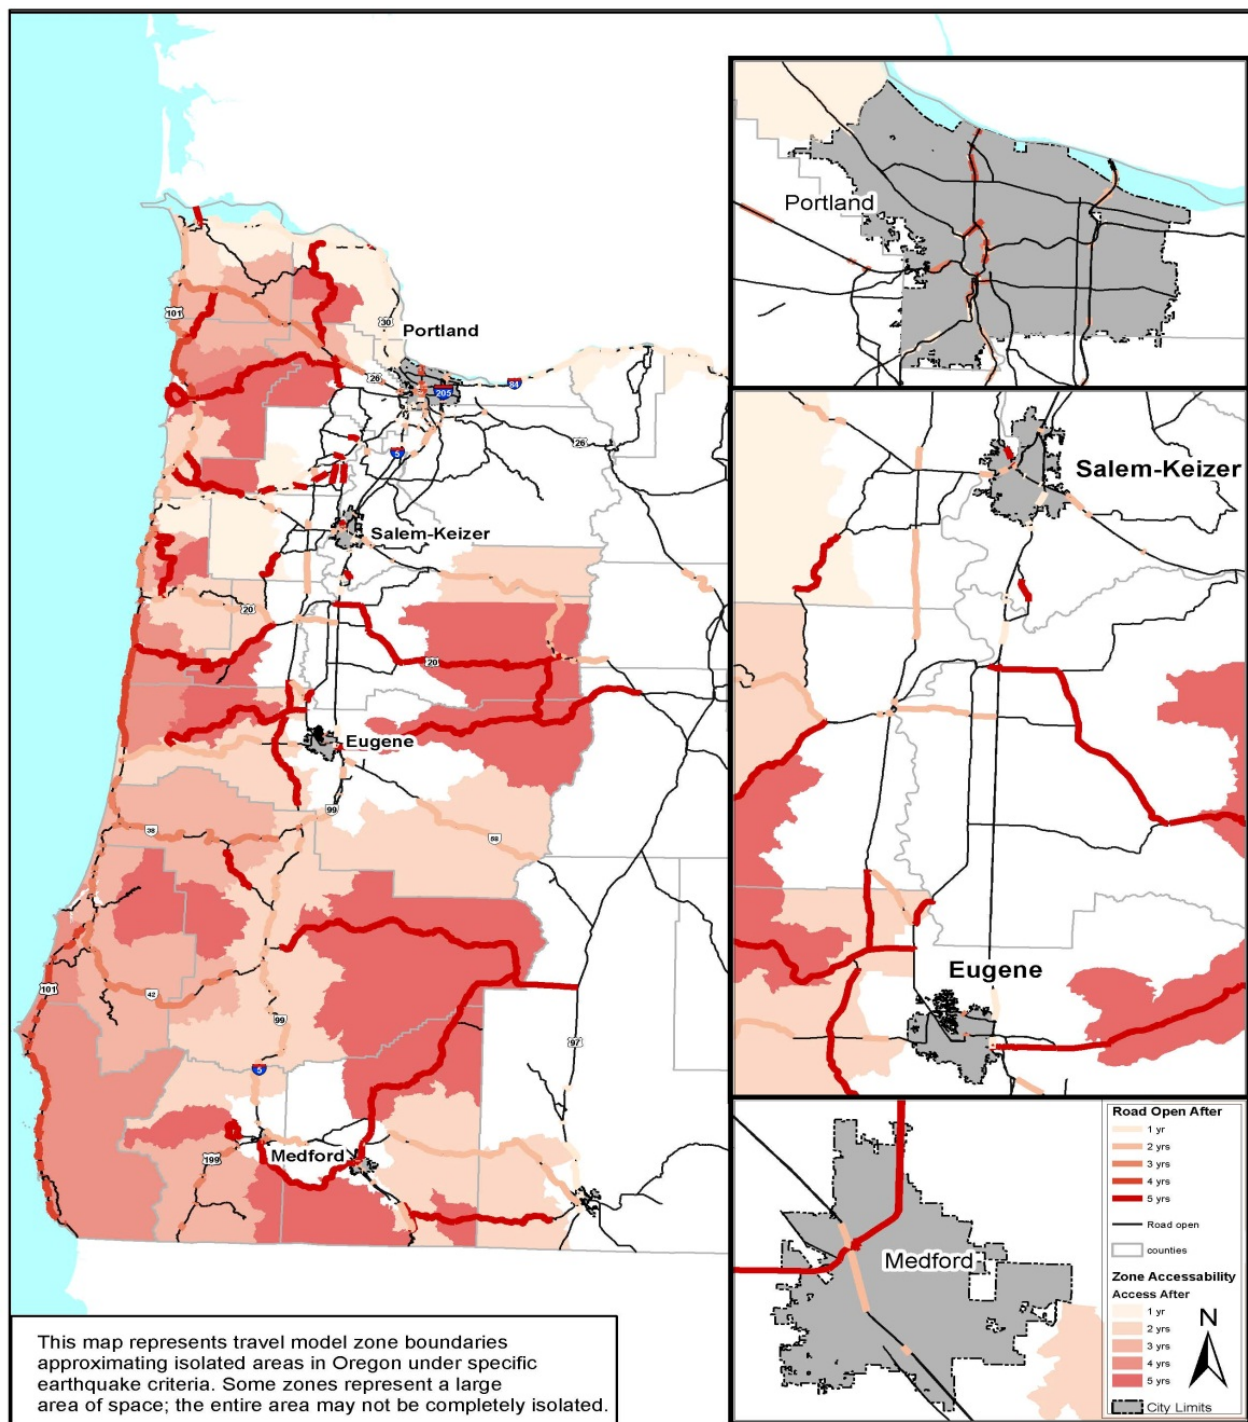 Portland
101
30
Portland
26
205
84
26
5
Salem-Keizer
20
20
Eugene
99
38
58
101
42
99
97
5
199
Medford
Portland
Salem-Keizer
Eugene
Medford
Road Open After
1 yr
2 yrs
3 yrs
4 yrs
5 yrs
Road open
counties
Zone Accessability
Access After
1 yr
2 yrs
3 yrs
4 yrs
5 yrs
City Limits
N
This map represents travel model zone boundaries
approximating isolated areas in Oregon under specific
earthquake criteria. Some zones represent a large
area of space; the entire area may not be completely isolated.